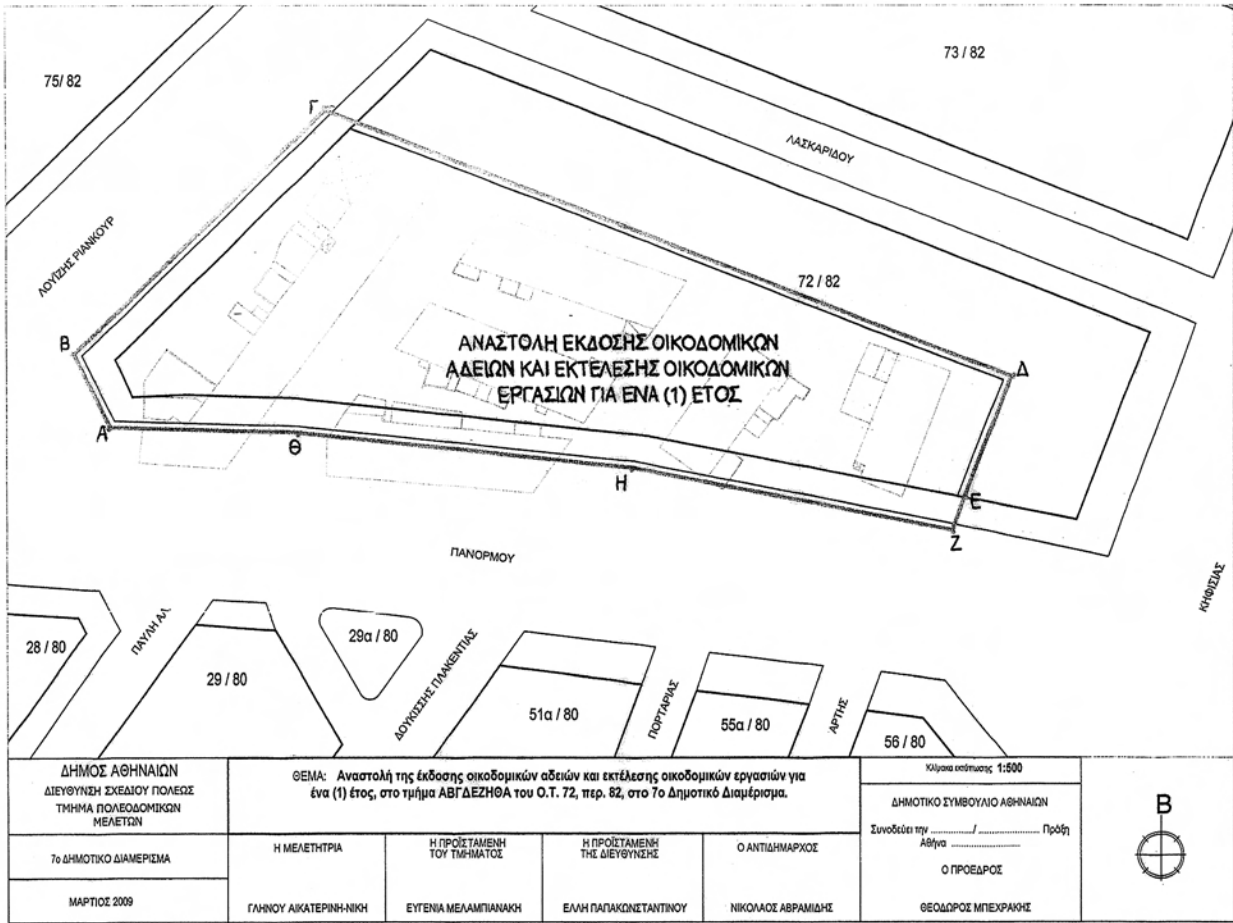 73 / 82
75/ 82
Γ
ΛΑΣΚΑΡΙΔΟΥ
ΛΟΥΪΖΗΣ ΡΙΑΝΚΟΥΡ
72 / 82
ΑΝΑΣΤΟΛΗ ΕΚΔΟΣΗΣ ΟΙΚΟΔΟΜΙΚΩΝ
ΑΔΕΙΩΝ ΚΑΙ ΕΚΤΕΛΕΣΗΣ ΟΙΚΟΔΟΜΙΚΩΝ
ΕΡΓΑΣΙΩΝ ΓΙΑ ΕΝΑ (1) ΕΤΟΣ
Β
Δ
Α
Θ
Η
Ε
Ζ
ΠΑΝΟΡΜΟΥ
ΚΗΦΙΣΙΑΣ
28 / 80
ΠΑΥΛΗ ΑΛ.
29 / 80
29α / 80
ΔΟΥΚΙΣΣΗΣ ΠΛΑΚΕΝΤΙΑΣ
51α / 80
ΠΟΡΤΑΡΙΑΣ
55α / 80
ΑΡΤΗΣ
56 / 80
ΔΗΜΟΣ ΑΘΗΝΑΙΩΝ
ΔΙΕΥΘΥΝΣΗ ΣΧΕΔΙΟΥ ΠΟΛΕΩΣ
ΤΜΗΜΑ ΠΟΛΕΟΔΟΜΙΚΩΝ
ΜΕΛΕΤΩΝ
7ο ΔΗΜΟΤΙΚΟ ΔΙΑΜΕΡΙΣΜΑ
ΜΑΡΤΙΟΣ 2009
ΘΕΜΑ: Αναστολή της έκδοσης οικοδομικών αδειών και εκτέλεσης οικοδομικών εργασιών για
ένα (1) έτος, στο τμήμα ΑΒΓΔΕΖΗΘΑ του Ο.Τ. 72, περ. 82, στο 7ο Δημοτικό Διαμέρισμα.
Η ΜΕΛΕΤΗΤΡΙΑ
ΓΛΗΝΟΥ ΑΙΚΑΤΕΡΙΝΗ-ΝΙΚΗ
Η ΠΡΟΪΣΤΑΜΕΝΗ
ΤΟΥ ΤΜΗΜΑΤΟΣ
ΕΥΓΕΝΙΑ ΜΕΛΑΜΠΙΑΝΑΚΗ
Η ΠΡΟΪΣΤΑΜΕΝΗ
ΤΗΣ ΔΙΕΥΘΥΝΣΗΣ
ΕΛΛΗ ΠΑΠΑΚΩΝΣΤΑΝΤΙΝΟΥ
Ο ΑΝΤΙΔΗΜΑΡΧΟΣ
ΝΙΚΟΛΑΟΣ ΑΒΡΑΜΙΔΗΣ
Κλίμακα εκτύπωσης 1:500
ΔΗΜΟΤΙΚΟ ΣΥΜΒΟΥΛΙΟ ΑΘΗΝΑΙΩΝ
Συνοδεύει την ............./ .................... Πράξη
Αθήνα ......................
Ο ΠΡΟΕΔΡΟΣ
ΘΕΟΔΩΡΟΣ ΜΠΕΧΡΑΚΗΣ
Β